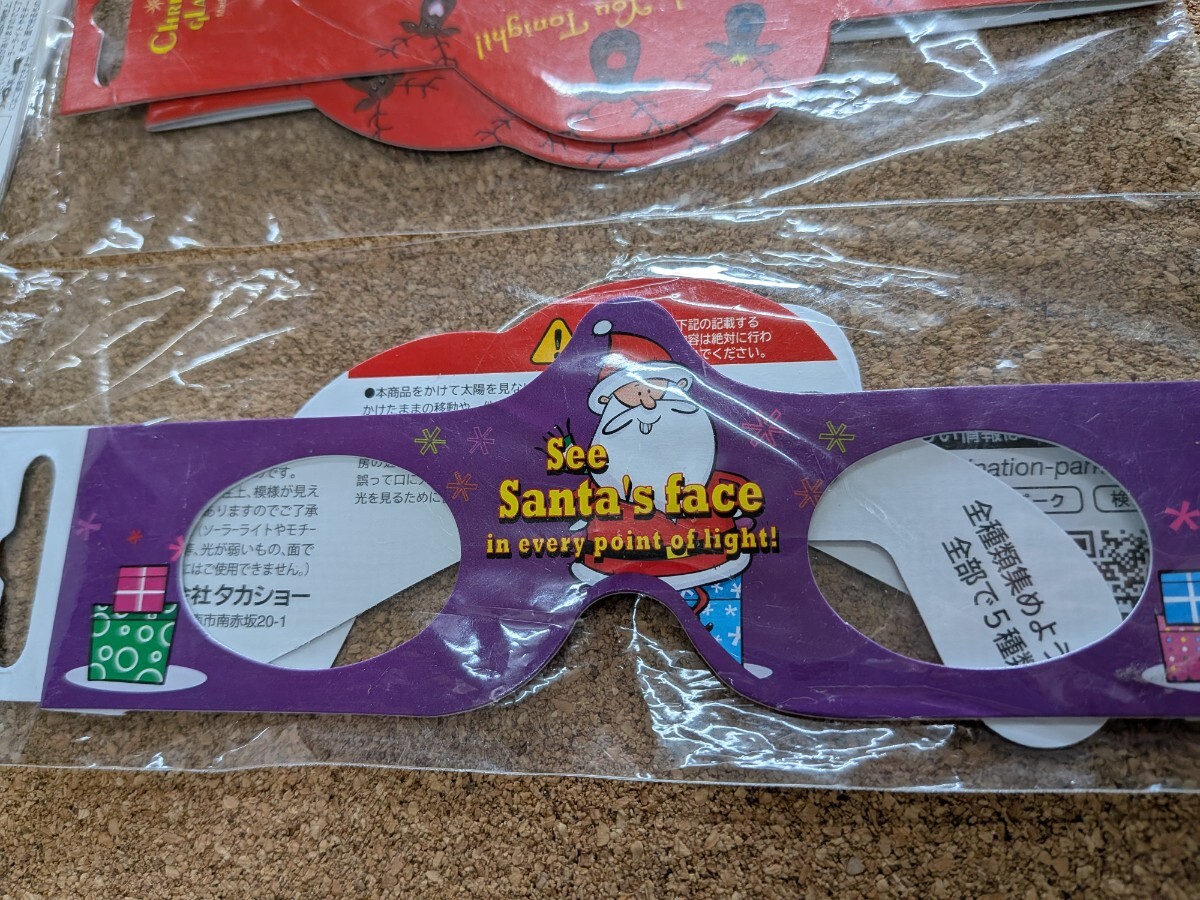 You Tonight!
下記の記載する
容は絶対に行わ
でください。
●本商品をかけて太陽を見な
かけたままの移動や
誤って口に
光を見るために
See
Santa's face
in every point of light!
です。
上、模様が見え
ありますのでご了承
(ソーラーライトやモチー
、光が弱いもの、面で
にはご使用できません。)
社タカショー
南市南赤坂20-1
ination-par
ーク
検
全種類集めよ
全部で5種類